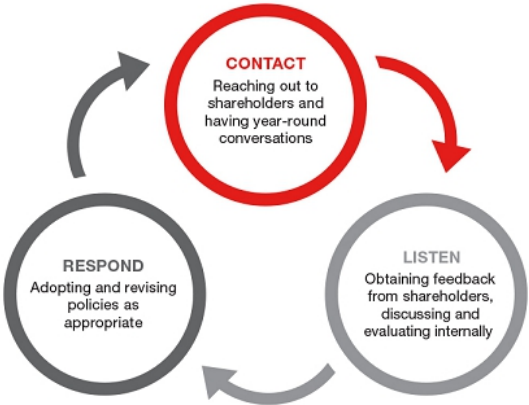 CONTACT
Reaching out to
shareholders and
having year-round
conversations
LISTEN
Obtaining feedback
from shareholders,
discussing and
evaluating internally
RESPOND
Adopting and revising
policies as
appropriate